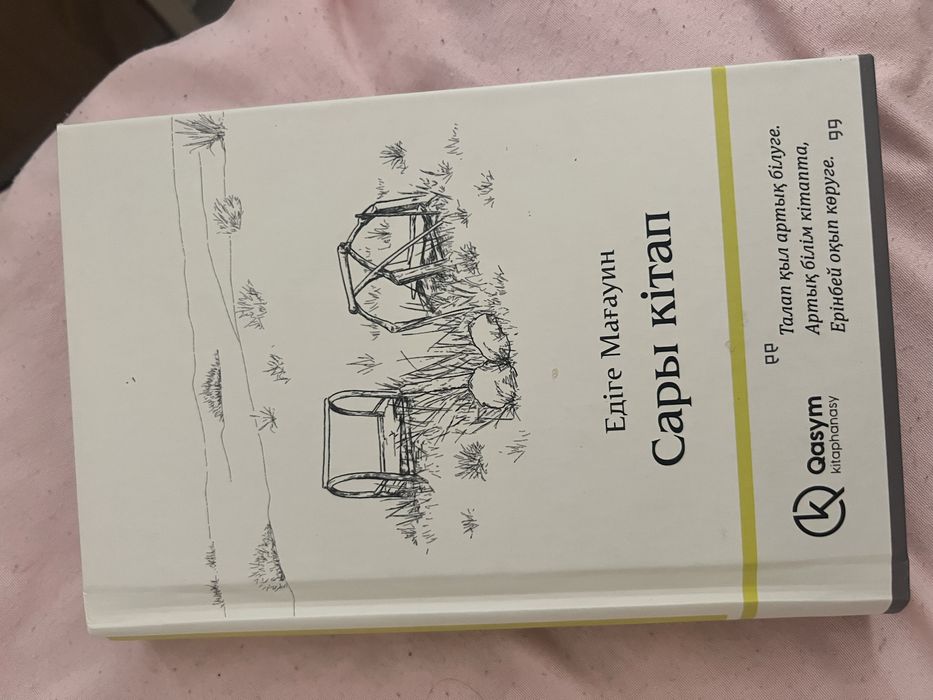 Едіге Мағауин
Сары кітап
Qasym
kitaphanasy
Талап қыл артық білуге.
Артық білім кітапта,
Ерінбей оқып көруге.